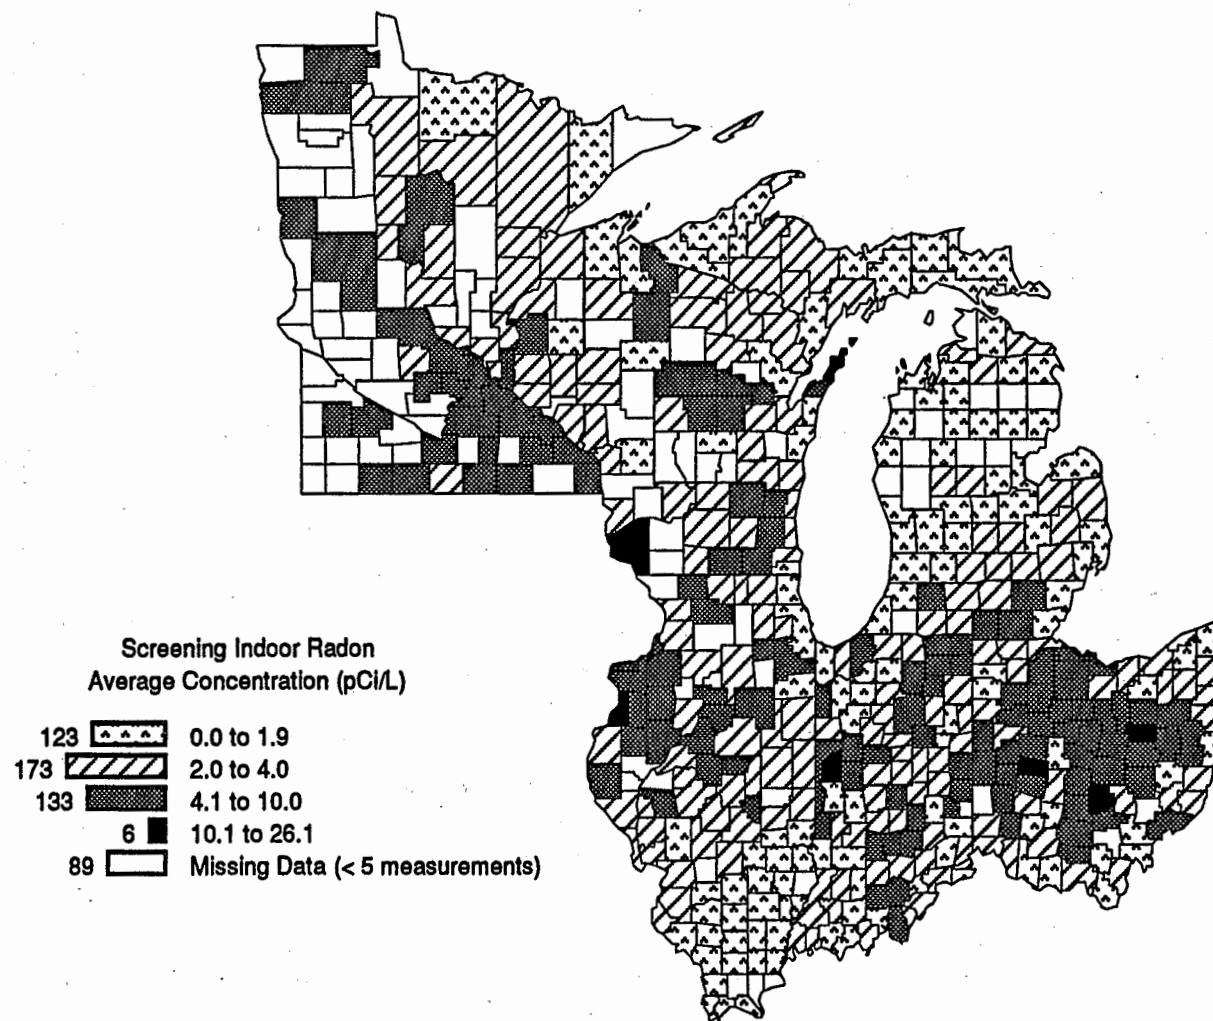 Screening Indoor Radon
Average Concentration (pCi/L)
123 0.0 to 1.9
173 2.0 to 4.0
133 4.1 to 10.0
6 10.1 to 26.1
89 Missing Data (< 5 measurements)